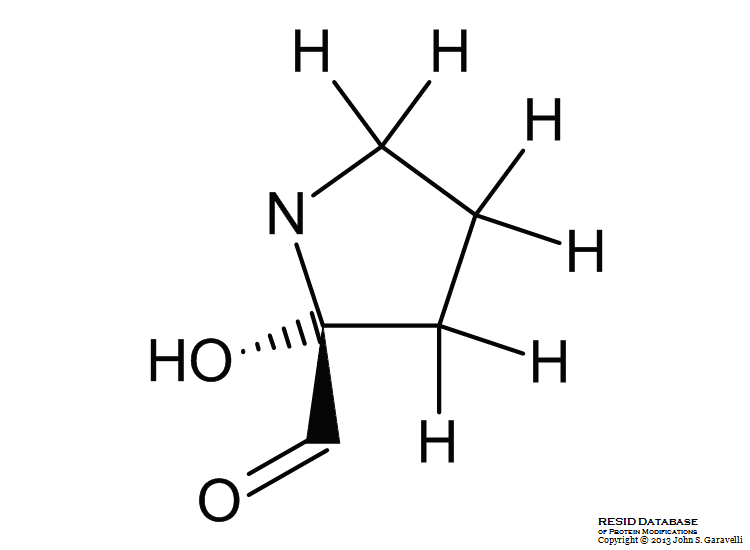 H H
H
N
H
HO
H
H
O
RESID DATABASE
OF PROTEIN MODIFICATIONS
Copyright © 2013 John S. Garavelli